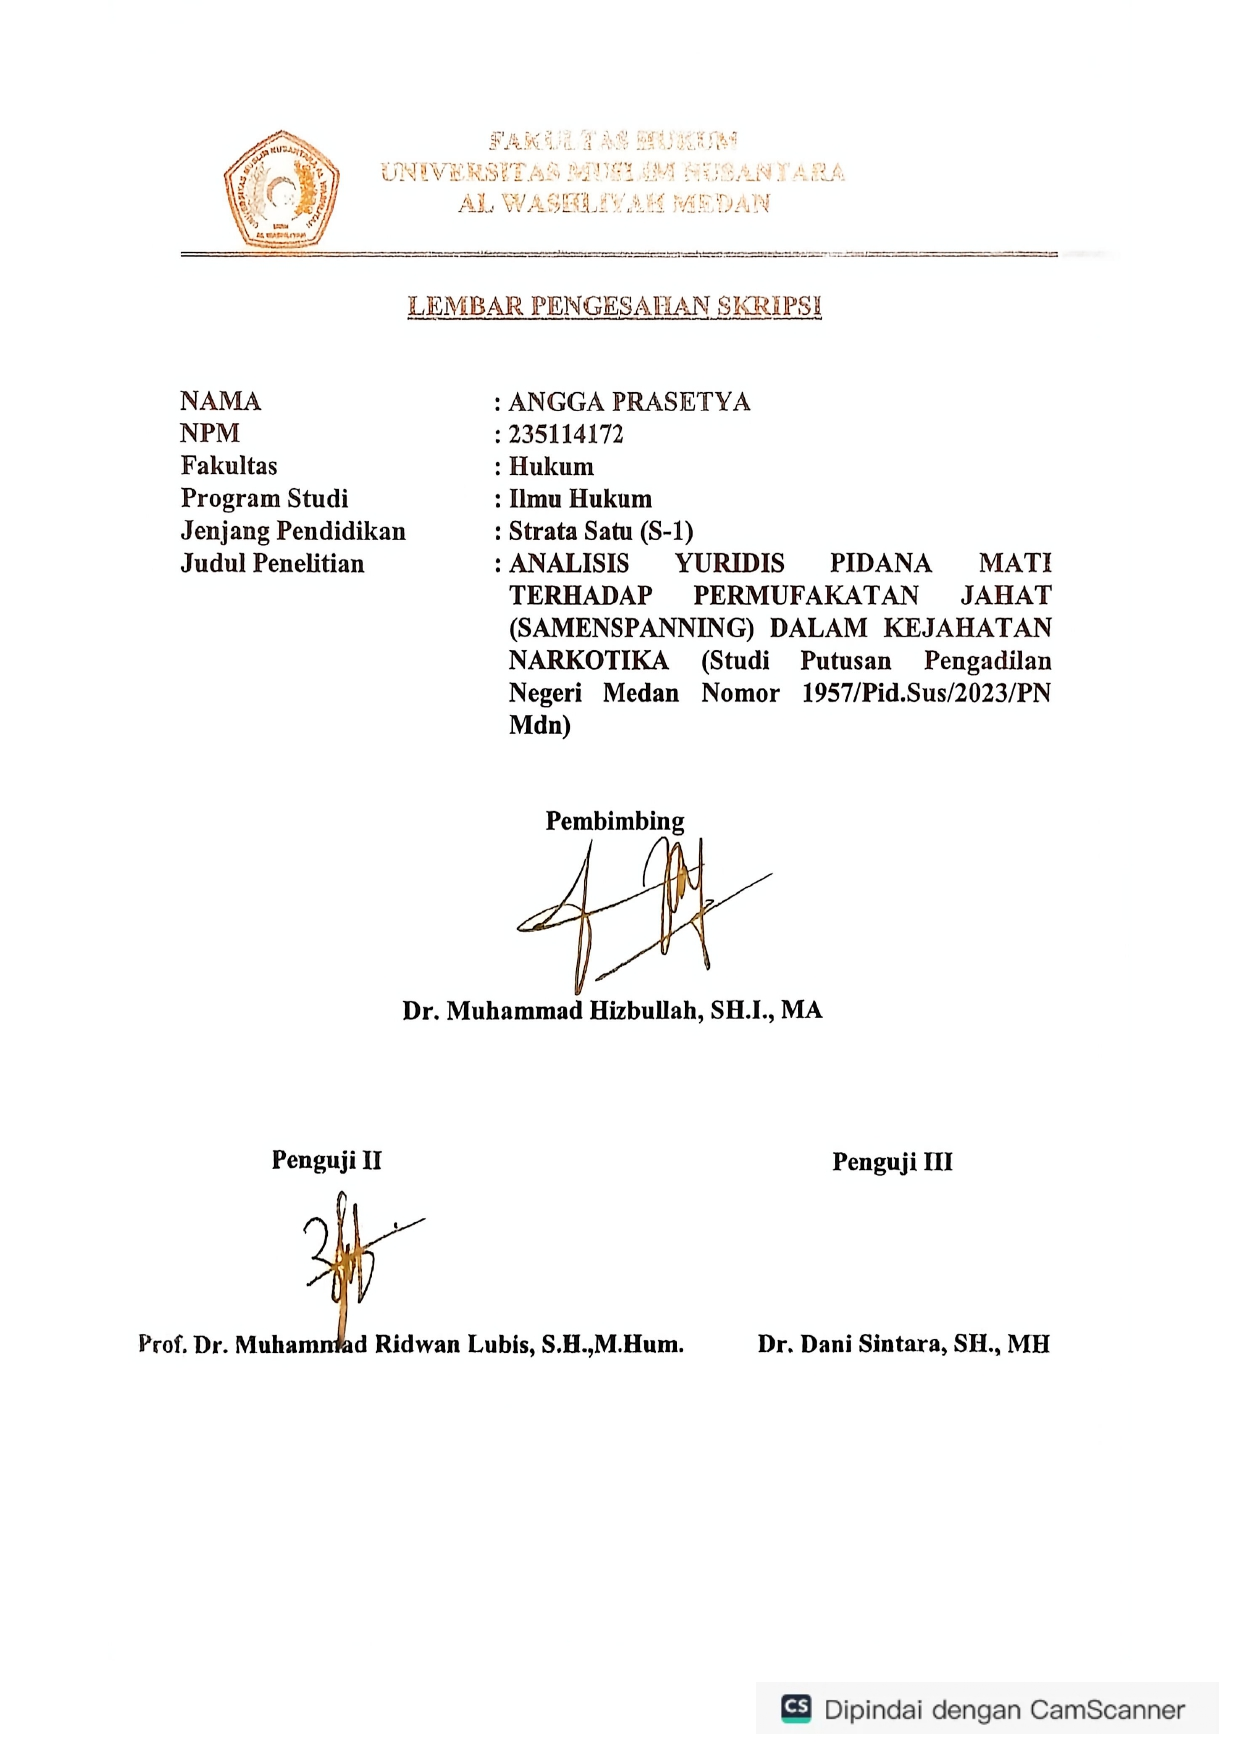 FAKULTAS HUKUM
UNIVERSITAS MUSLIM NUSANTARA
AL WASHLIYAH MEDAN
LEMBAR PENGESAHAN SKRIPSI
NAMA : ANGGA PRASETYA
NPM : 235114172
Fakultas : Hukum
Program Studi : Ilmu Hukum
Jenjang Pendidikan : Strata Satu (S-1)
Judul Penelitian : ANALISIS YURIDIS PIDANA MATI
TERHADAP PERMUFAKATAN JAHAT
(SAMENSPANNING) DALAM KEJAHATAN
NARKOTIKA (Studi Putusan Pengadilan
Negeri Medan Nomor 1957/Pid.Sus/2023/PN
Mdn)
Pembimbing
Dr. Muhammad Hizbullah, SH.I., MA
Penguji II Penguji III
Prof. Dr. Muhammad Ridwan Lubis, S.H.,M.Hum. Dr. Dani Sintara, SH., MH
CS Dipindai dengan CamScanner